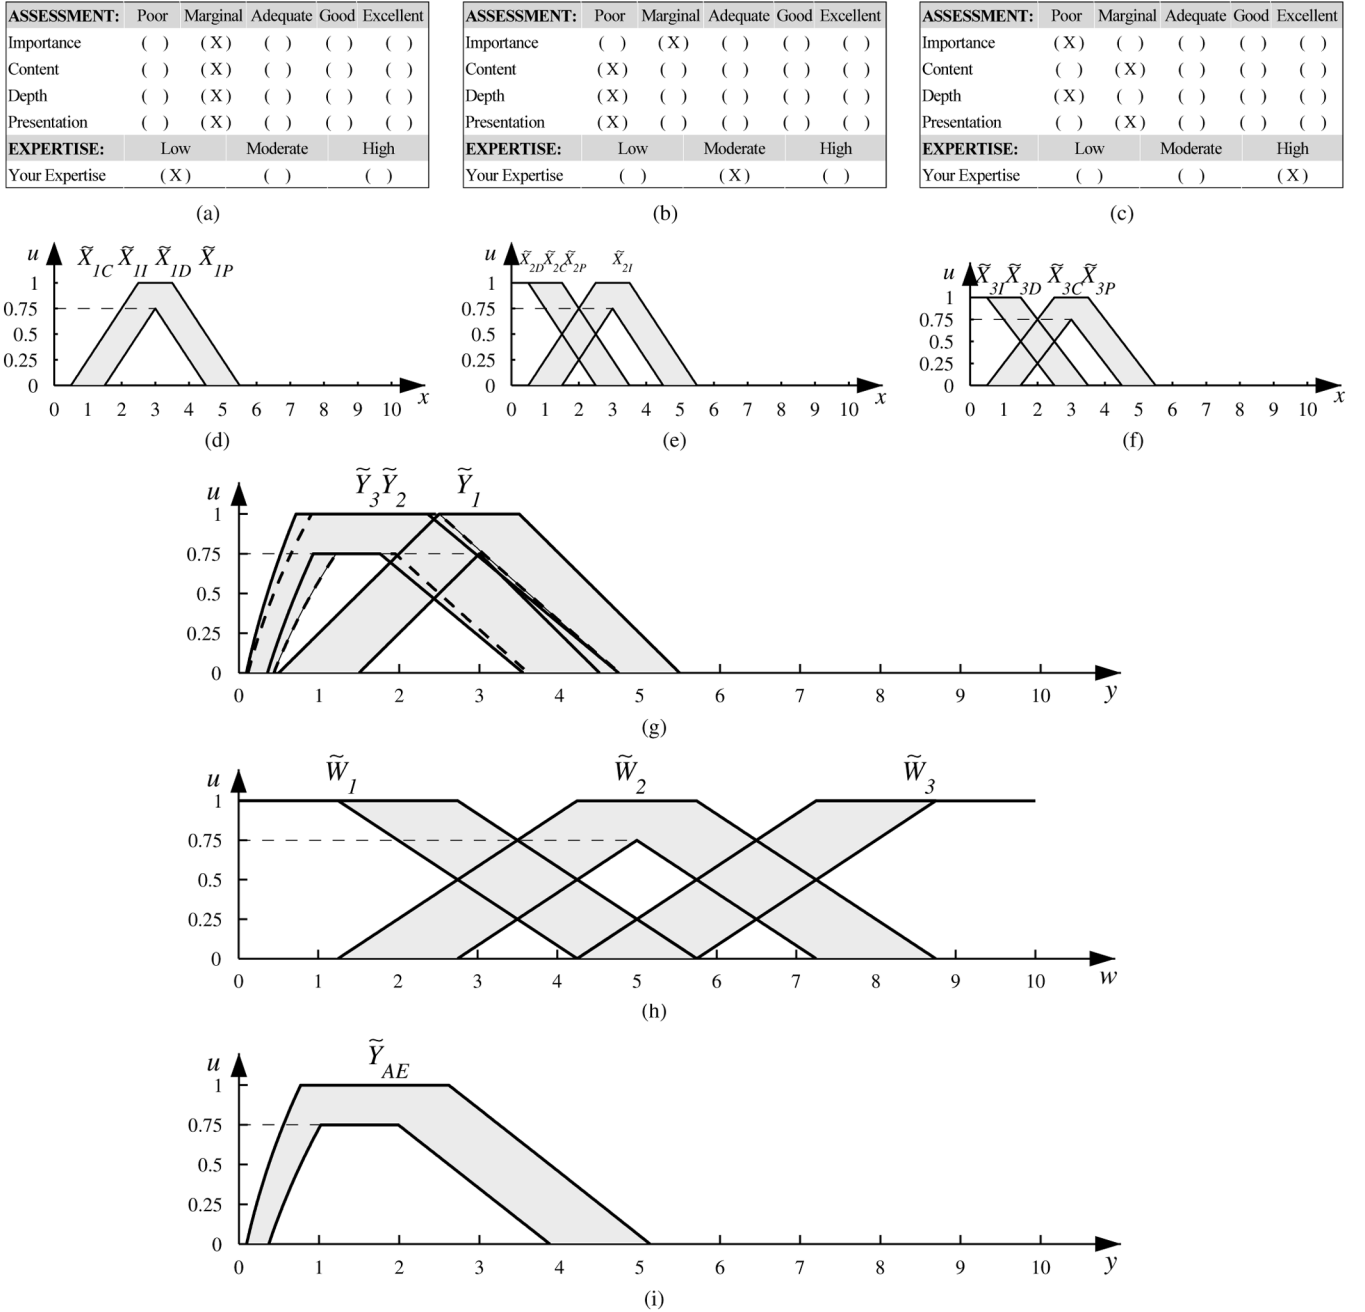 ASSESSMENT: Poor Marginal Adequate Good Excellent
Importance ( ) (X) ( ) ( ) ( )
Content ( ) (X) ( ) ( ) ( )
Depth ( ) (X) ( ) ( ) ( )
Presentation ( ) (X) ( ) ( ) ( )
EXPERTISE: Low Moderate High
Your Expertise (X) ( ) ( )
(a)
ASSESSMENT: Poor Marginal Adequate Good Excellent
Importance ( ) (X) ( ) ( ) ( )
Content (X) ( ) ( ) ( ) ( )
Depth (X) ( ) ( ) ( ) ( )
Presentation (X) ( ) ( ) ( ) ( )
EXPERTISE: Low Moderate High
Your Expertise ( ) (X) ( )
(b)
ASSESSMENT: Poor Marginal Adequate Good Excellent
Importance (X) ( ) ( ) ( ) ( )
Content ( ) (X) ( ) ( ) ( )
Depth (X) ( ) ( ) ( ) ( )
Presentation ( ) (X) ( ) ( ) ( )
EXPERTISE: Low Moderate High
Your Expertise ( ) ( ) (X)
(c)
u X̃1C X̃1I X̃1D X̃1P
1
0.75
0.5
0.25
0
0 1 2 3 4 5 6 7 8 9 10 x
(d)
u X̃2D X̃2C X̃2P X̃2I
1
0.75
0.5
0.25
0
0 1 2 3 4 5 6 7 8 9 10 x
(e)
u X̃3I X̃3D X̃3C X̃3P
1
0.75
0.5
0.25
0
0 1 2 3 4 5 6 7 8 9 10 x
(f)
u Ỹ3 Ỹ2 Ỹ1
1
0.75
0.5
0.25
0
0 1 2 3 4 5 6 7 8 9 10 y
(g)
u W̃1 W̃2 W̃3
1
0.75
0.5
0.25
0
0 1 2 3 4 5 6 7 8 9 10 w
(h)
u ỸAE
1
0.75
0.5
0.25
0
0 1 2 3 4 5 6 7 8 9 10 y
(i)